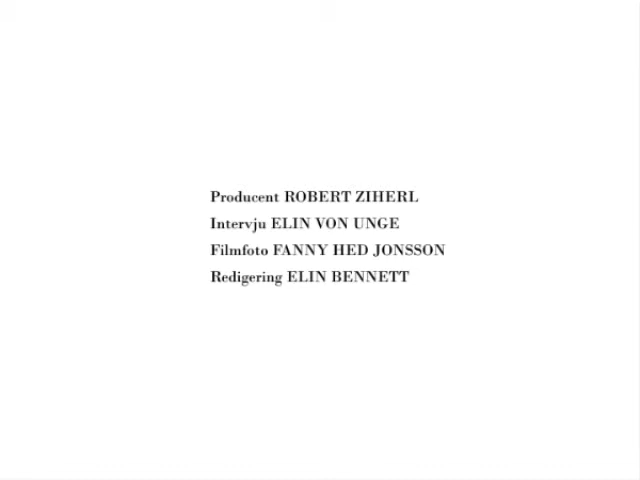 Producent ROBERT ZIHERL
Intervju ELIN VON UNGE
Filmfoto FANNY HED JONSSON
Redigering ELIN BENNETT